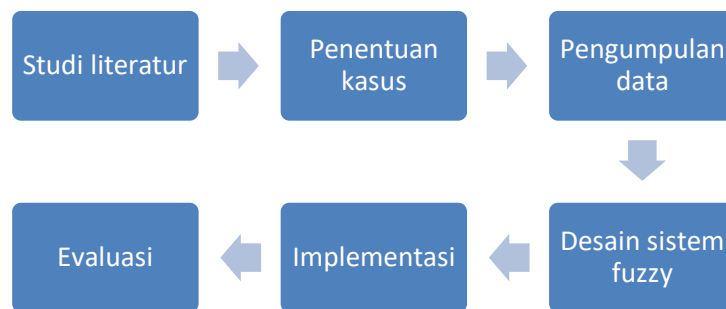 Studi literatur
Penentuan
kasus
Pengumpulan
data
Desain sistem
fuzzy
Implementasi
Evaluasi